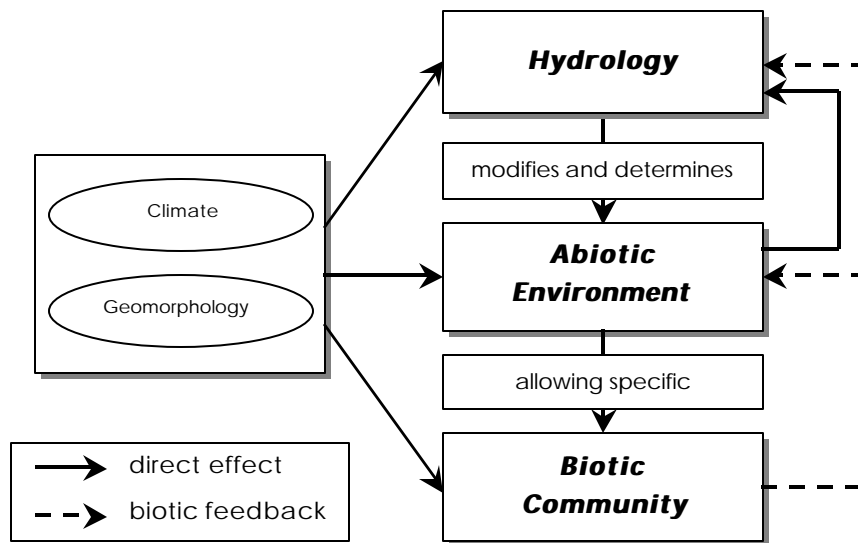 Hydrology
modifies and determines
Climate
Geomorphology
Abiotic
Environment
allowing specific
Biotic
Community
direct effect
biotic feedback